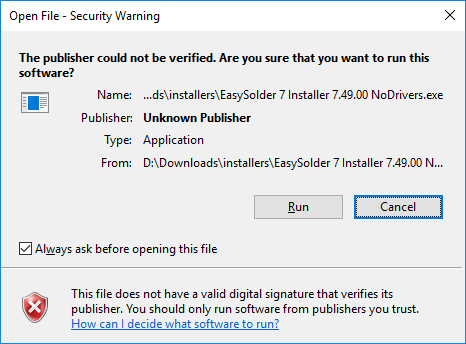 Open File - Security Warning
The publisher could not be verified. Are you sure that you want to run this
software?
Name: ...ds\installers\EasySolder 7 Installer 7.49.00 NoDrivers.exe
Publisher: Unknown Publisher
Type: Application
From: D:\Downloads\installers\EasySolder 7 Installer 7.49.00 N...
Run Cancel
Always ask before opening this file
This file does not have a valid digital signature that verifies its
publisher. You should only run software from publishers you trust.
How can I decide what software to run?